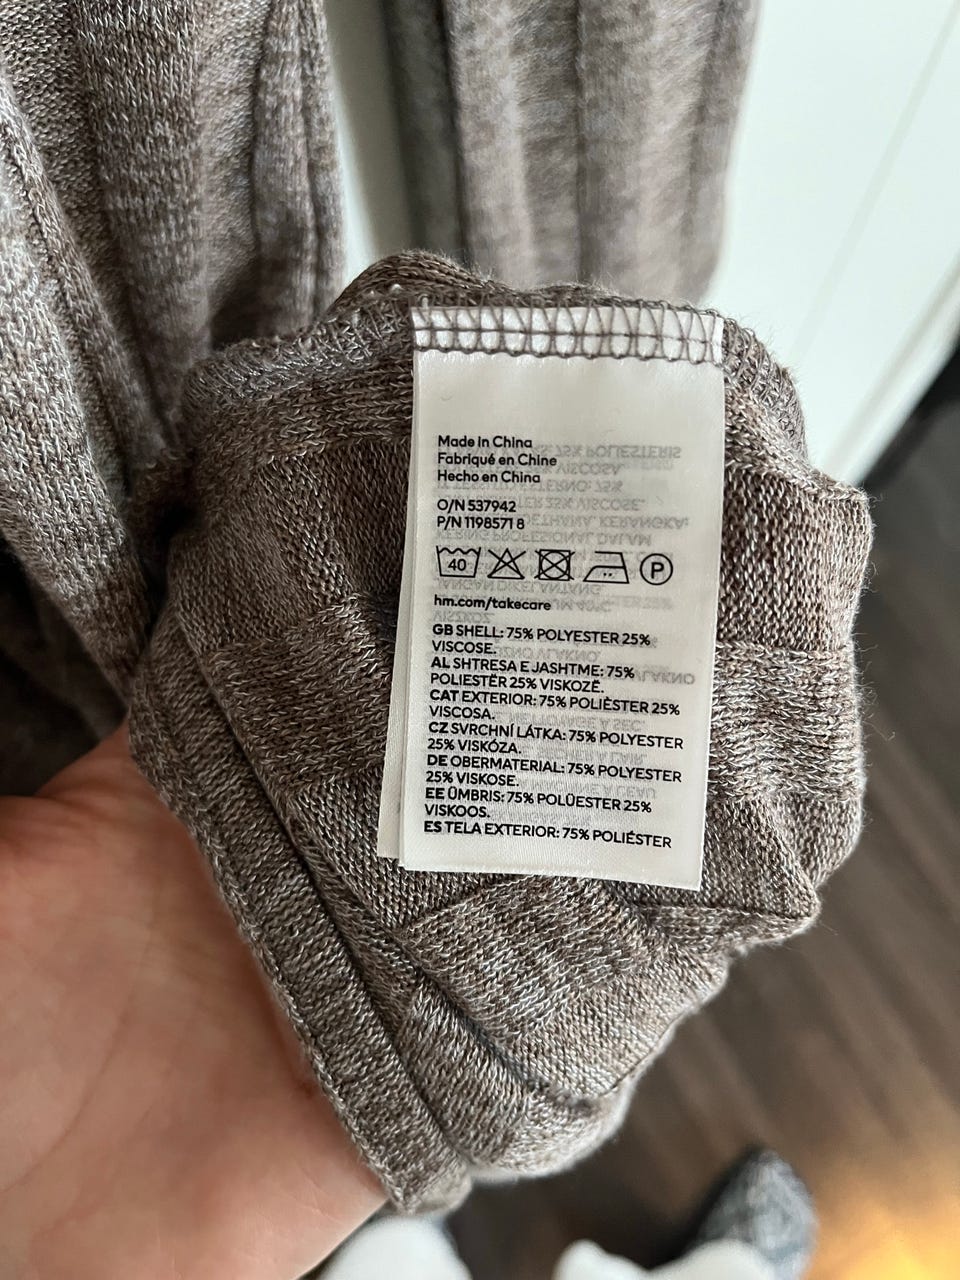 Made in China
Fabriqué en Chine
Hecho en China
O/N 537942
P/N 1198571 8
40 P
hm.com/takecare
GB SHELL: 75% POLYESTER 25%
VISCOSE.
AL SHTRESA E JASHTME: 75%
POLIESTËR 25% VISKOZË.
CAT EXTERIOR: 75% POLIÈSTER 25%
VISCOSA.
CZ SVRCHNÍ LÁTKA: 75% POLYESTER
25% VISKÓZA.
DE OBERMATERIAL: 75% POLYESTER
25% VISKOSE.
EE ÜMBRIS: 75% POLÜESTER 25%
VISKOOS.
ES TELA EXTERIOR: 75% POLIÉSTER